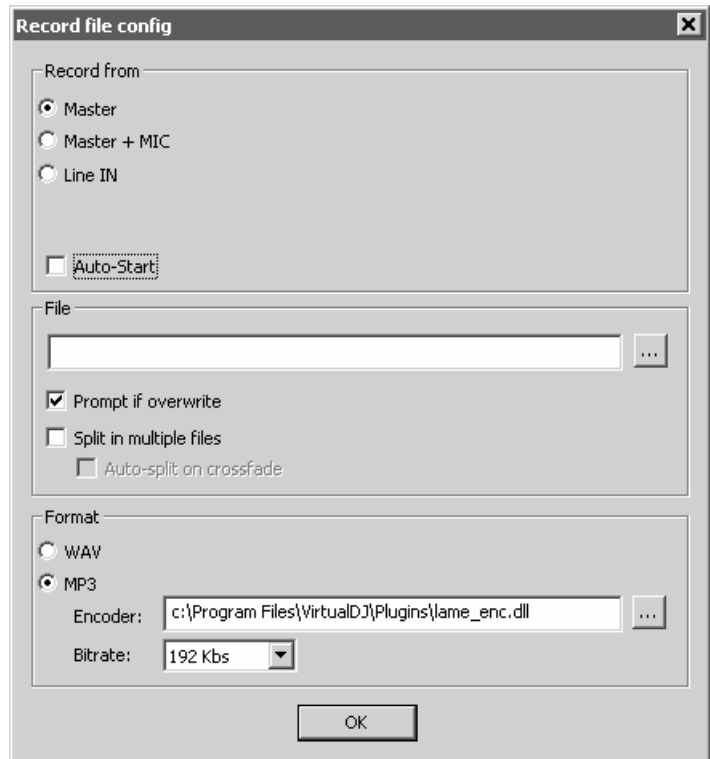 Record file config
Record from
Master
Master + MIC
Line IN
Auto-Start
File
...
Prompt if overwrite
Split in multiple files
Auto-split on crossfade
Format
WAV
MP3
Encoder: c:\Program Files\VirtualDJ\Plugins\lame_enc.dll ...
Bitrate: 192 Kbs
OK